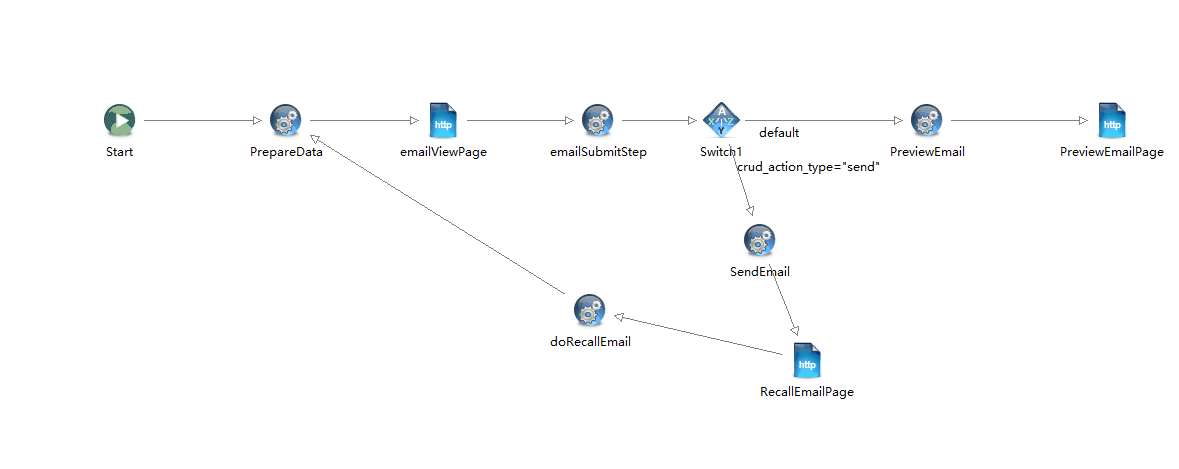 Start
PrepareData
http
emailViewPage
emailSubmitStep
A
X Z
Y
Switch1
default
crud_action_type="send"
PreviewEmail
http
PreviewEmailPage
SendEmail
doRecallEmail
http
RecallEmailPage